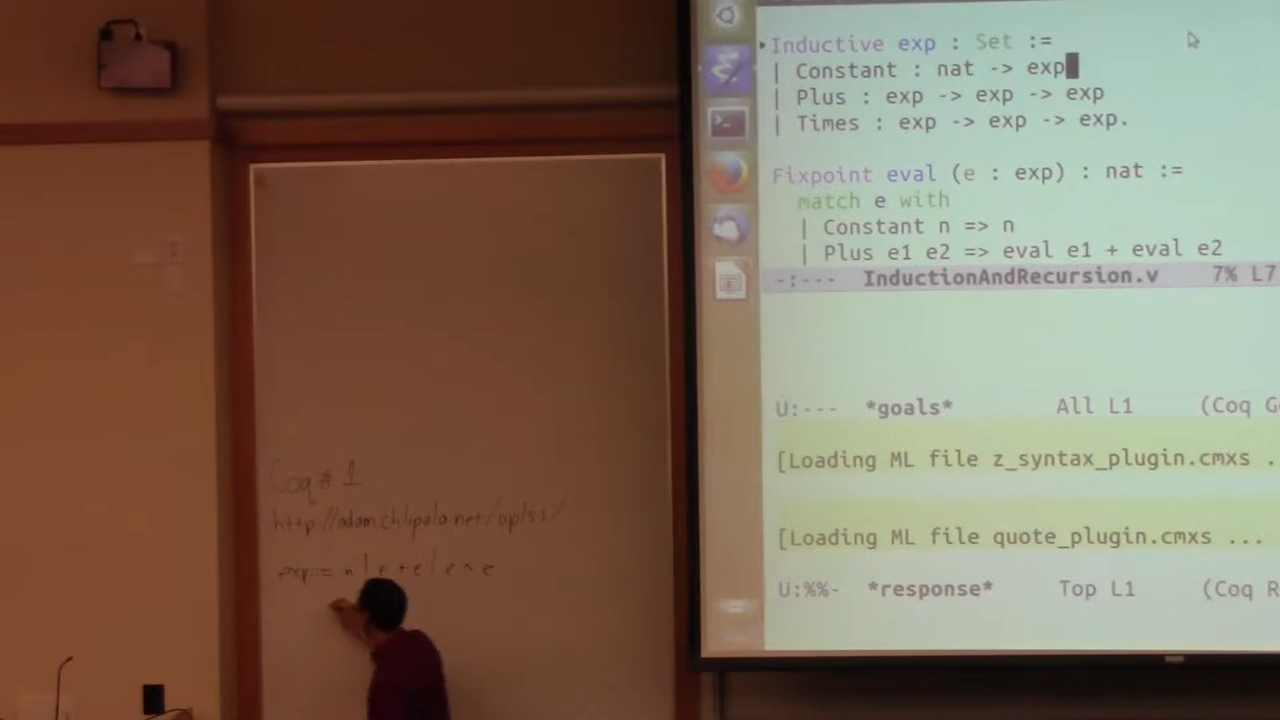 Coq # 1
http://adam.chlipala.net/oplss/
exp ::= n | e + e | e × e
Inductive exp : Set :=
| Constant : nat -> exp
| Plus : exp -> exp -> exp
| Times : exp -> exp -> exp.
Fixpoint eval (e : exp) : nat :=
match e with
| Constant n => n
| Plus e1 e2 => eval e1 + eval e2
-:--- InductionAndRecursion.v 7% L7
U:--- *goals* All L1 (Coq G
[Loading ML file z_syntax_plugin.cmxs .
[Loading ML file quote_plugin.cmxs ...
U:%%- *response* Top L1 (Coq R